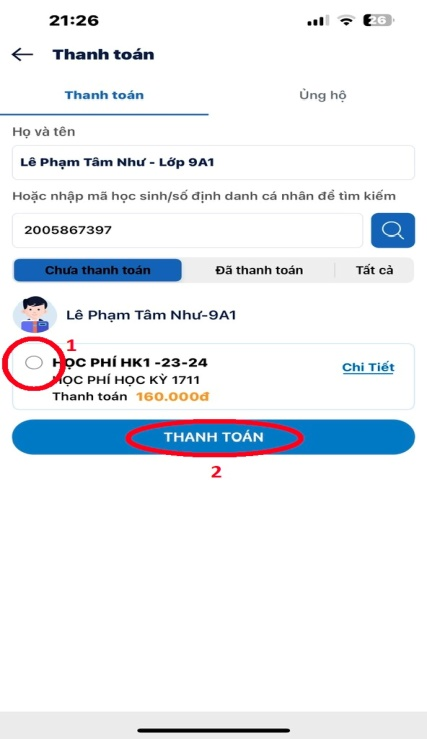 21:26
26
Thanh toán
Thanh toán
Ủng hộ
Họ và tên
Lê Phạm Tâm Như - Lớp 9A1
Hoặc nhập mã học sinh/số định danh cá nhân để tìm kiếm
2005867397
Chưa thanh toán
Đã thanh toán
Tất cả
Lê Phạm Tâm Như-9A1
1
HỌC PHÍ HK1 -23-24
Chi Tiết
HỌC PHÍ HỌC KỲ 1711
Thanh toán 160.000đ
THANH TOÁN
2